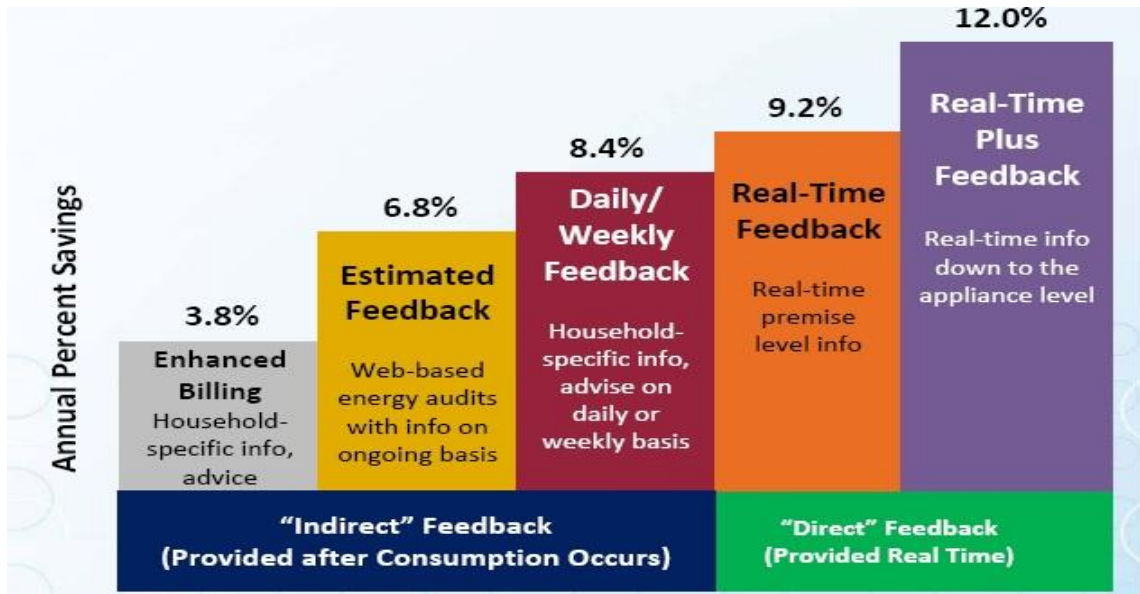 Annual Percent Savings
3.8%
Enhanced
Billing
Household-
specific info,
advice
6.8%
Estimated
Feedback
Web-based
energy audits
with info on
ongoing basis
8.4%
Daily/
Weekly
Feedback
Household-
specific info,
advise on
daily or
weekly basis
9.2%
Real-Time
Feedback
Real-time
premise
level info
12.0%
Real-Time
Plus
Feedback
Real-time info
down to the
appliance level
“Indirect” Feedback
(Provided after Consumption Occurs)
“Direct” Feedback
(Provided Real Time)